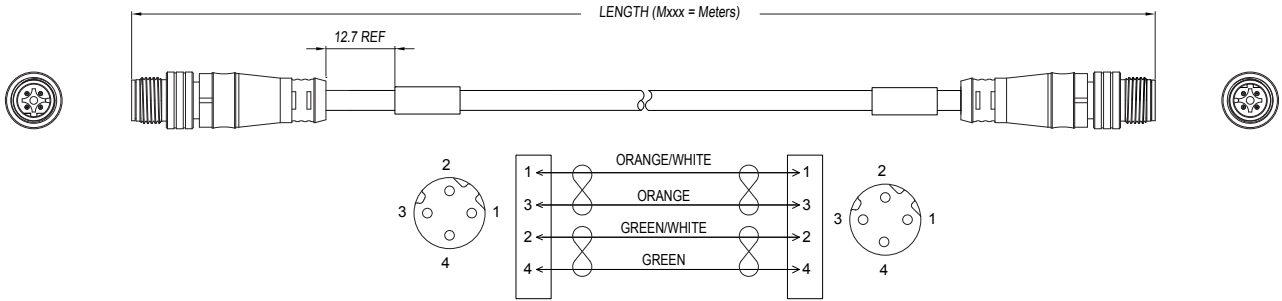 LENGTH (Mxxx = Meters)
12.7 REF
2
3 1
4
1 ORANGE/WHITE 1
3 ORANGE 3
2 GREEN/WHITE 2
4 GREEN 4
2
3 1
4